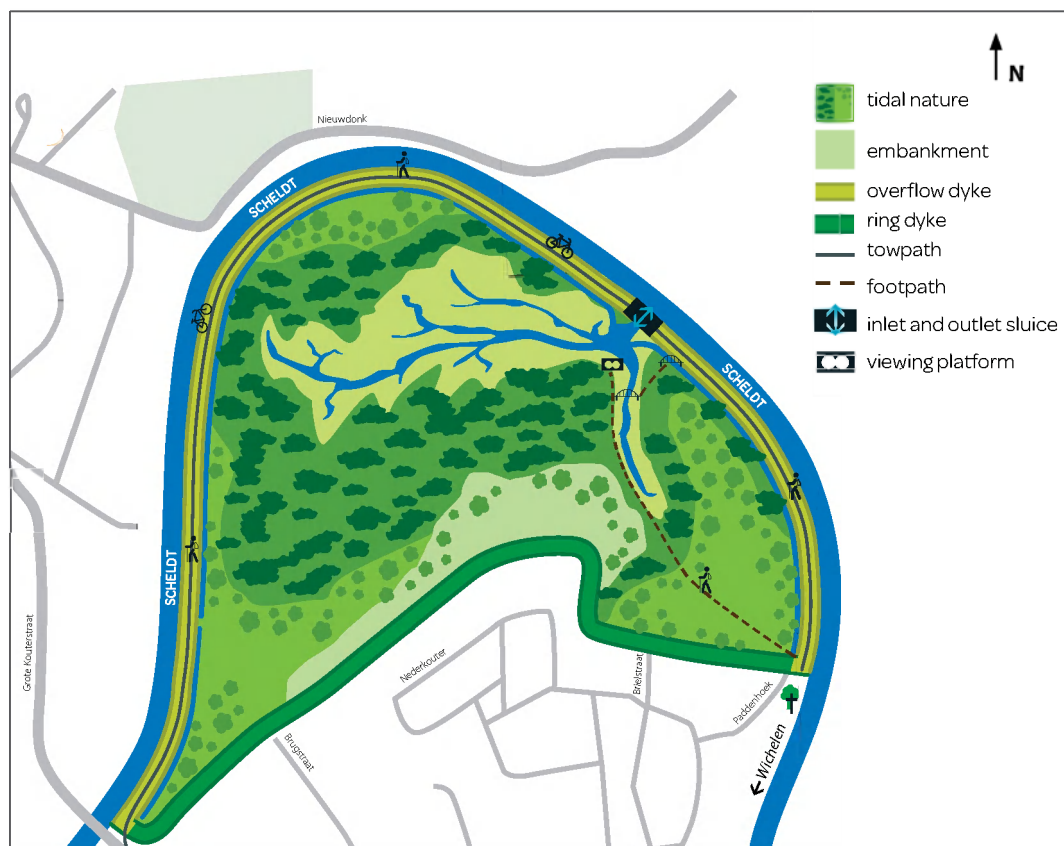 N
tidal nature
embankment
overflow dyke
ring dyke
towpath
footpath
inlet and outlet sluice
viewing platform
Nieuwdonk
SCHELDT
SCHELDT
SCHELDT
Grote Kouterstraat
Nederkouter
Brielstraat
Paddenhoek
Brugstraat
Wichelen